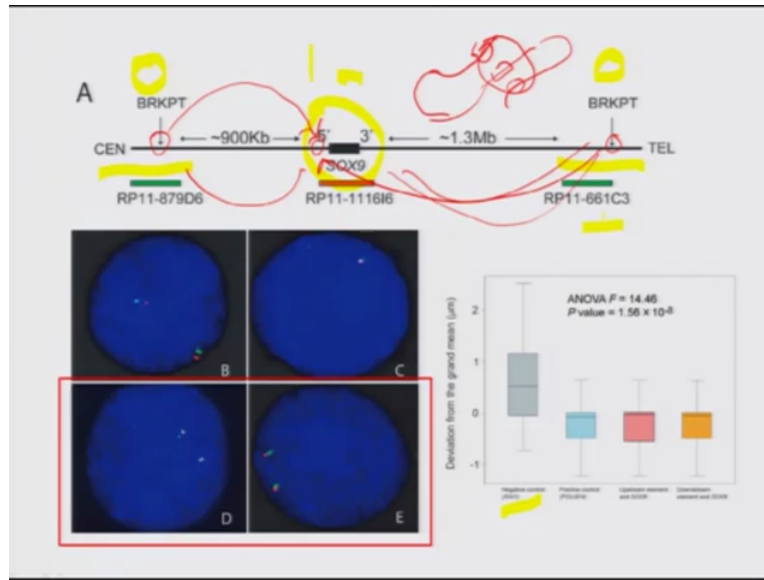 A
BRKPT
BRKPT
CEN
~900Kb
5´
3´
~1.3Mb
TEL
SOX9
RP11-879D6
RP11-1116I6
RP11-661C3
B
C
D
E
ANOVA F = 14.46
P value = 1.56 × 10-8
Deviation from the grand mean (µm)
2
1
0
-1
Negative control
Positive control
Upstream element
and SOX9
Downstream
element and SOX9